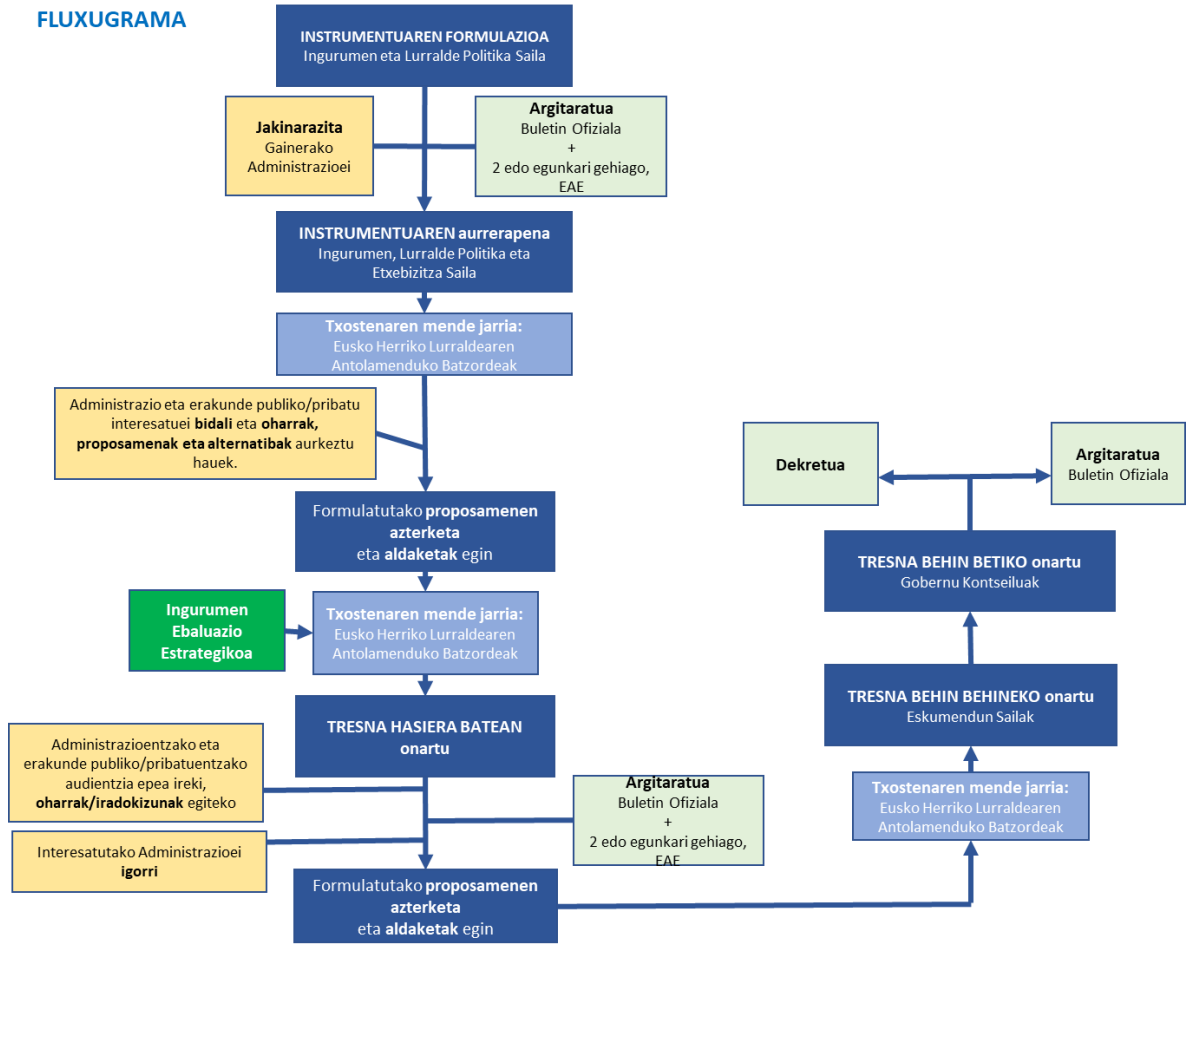 FLUXUGRAMA
INSTRUMENTUAREN FORMULAZIOA
Ingurumen eta Lurralde Politika Saila
Jakinarazita
Gainerako
Administrazioei
Argitaratua
Buletin Ofiziala
+
2 edo egunkari gehiago,
EAE
INSTRUMENTUAREN aurrerapena
Ingurumen, Lurralde Politika eta
Etxebizitza Saila
Txostenaren mende jarria:
Eusko Herriko Lurraldearen
Antolamenduko Batzordeak
Administrazio eta erakunde publiko/pribatu
interesatuei bidali eta oharrak,
proposamenak eta alternatibak aurkeztu
hauek.
Formulatutako proposamenen
azterketa
eta aldaketak egin
Ingurumen
Ebaluazio
Estrategikoa
Txostenaren mende jarria:
Eusko Herriko Lurraldearen
Antolamenduko Batzordeak
TRESNA HASIERA BATEAN
onartu
Administrazioentzako eta
erakunde publiko/pribatuentzako
audientzia epea ireki,
oharrak/iradokizunak egiteko
Interesatutako Administrazioei
igorri
Argitaratua
Buletin Ofiziala
+
2 edo egunkari gehiago,
EAE
Formulatutako proposamenen
azterketa
eta aldaketak egin
Txostenaren mende jarria:
Eusko Herriko Lurraldearen
Antolamenduko Batzordeak
TRESNA BEHIN BEHINEKO onartu
Eskumendun Sailak
TRESNA BEHIN BETIKO onartu
Gobernu Kontseiluak
Dekretua
Argitaratua
Buletin Ofiziala